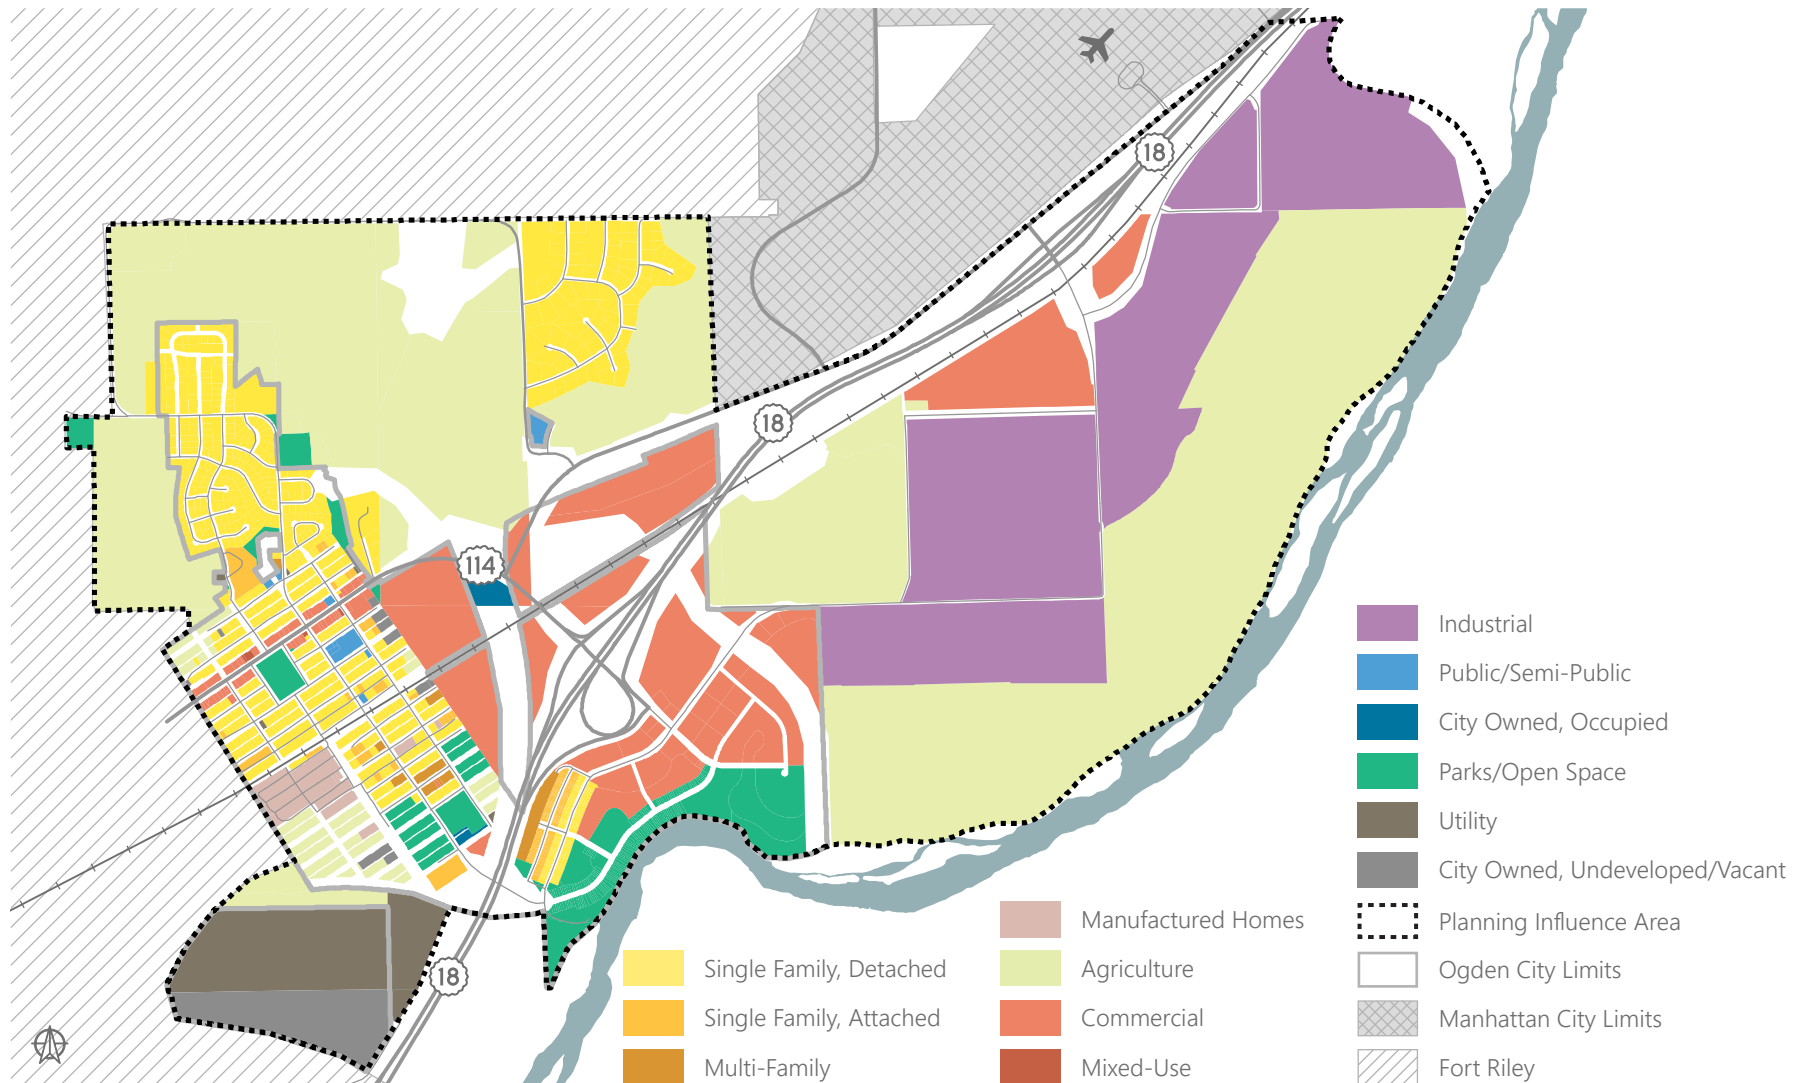 18
18
114
18
Industrial
Public/Semi-Public
City Owned, Occupied
Parks/Open Space
Utility
City Owned, Undeveloped/Vacant
Planning Influence Area
Ogden City Limits
Manhattan City Limits
Fort Riley
Manufactured Homes
Agriculture
Commercial
Mixed-Use
Single Family, Detached
Single Family, Attached
Multi-Family